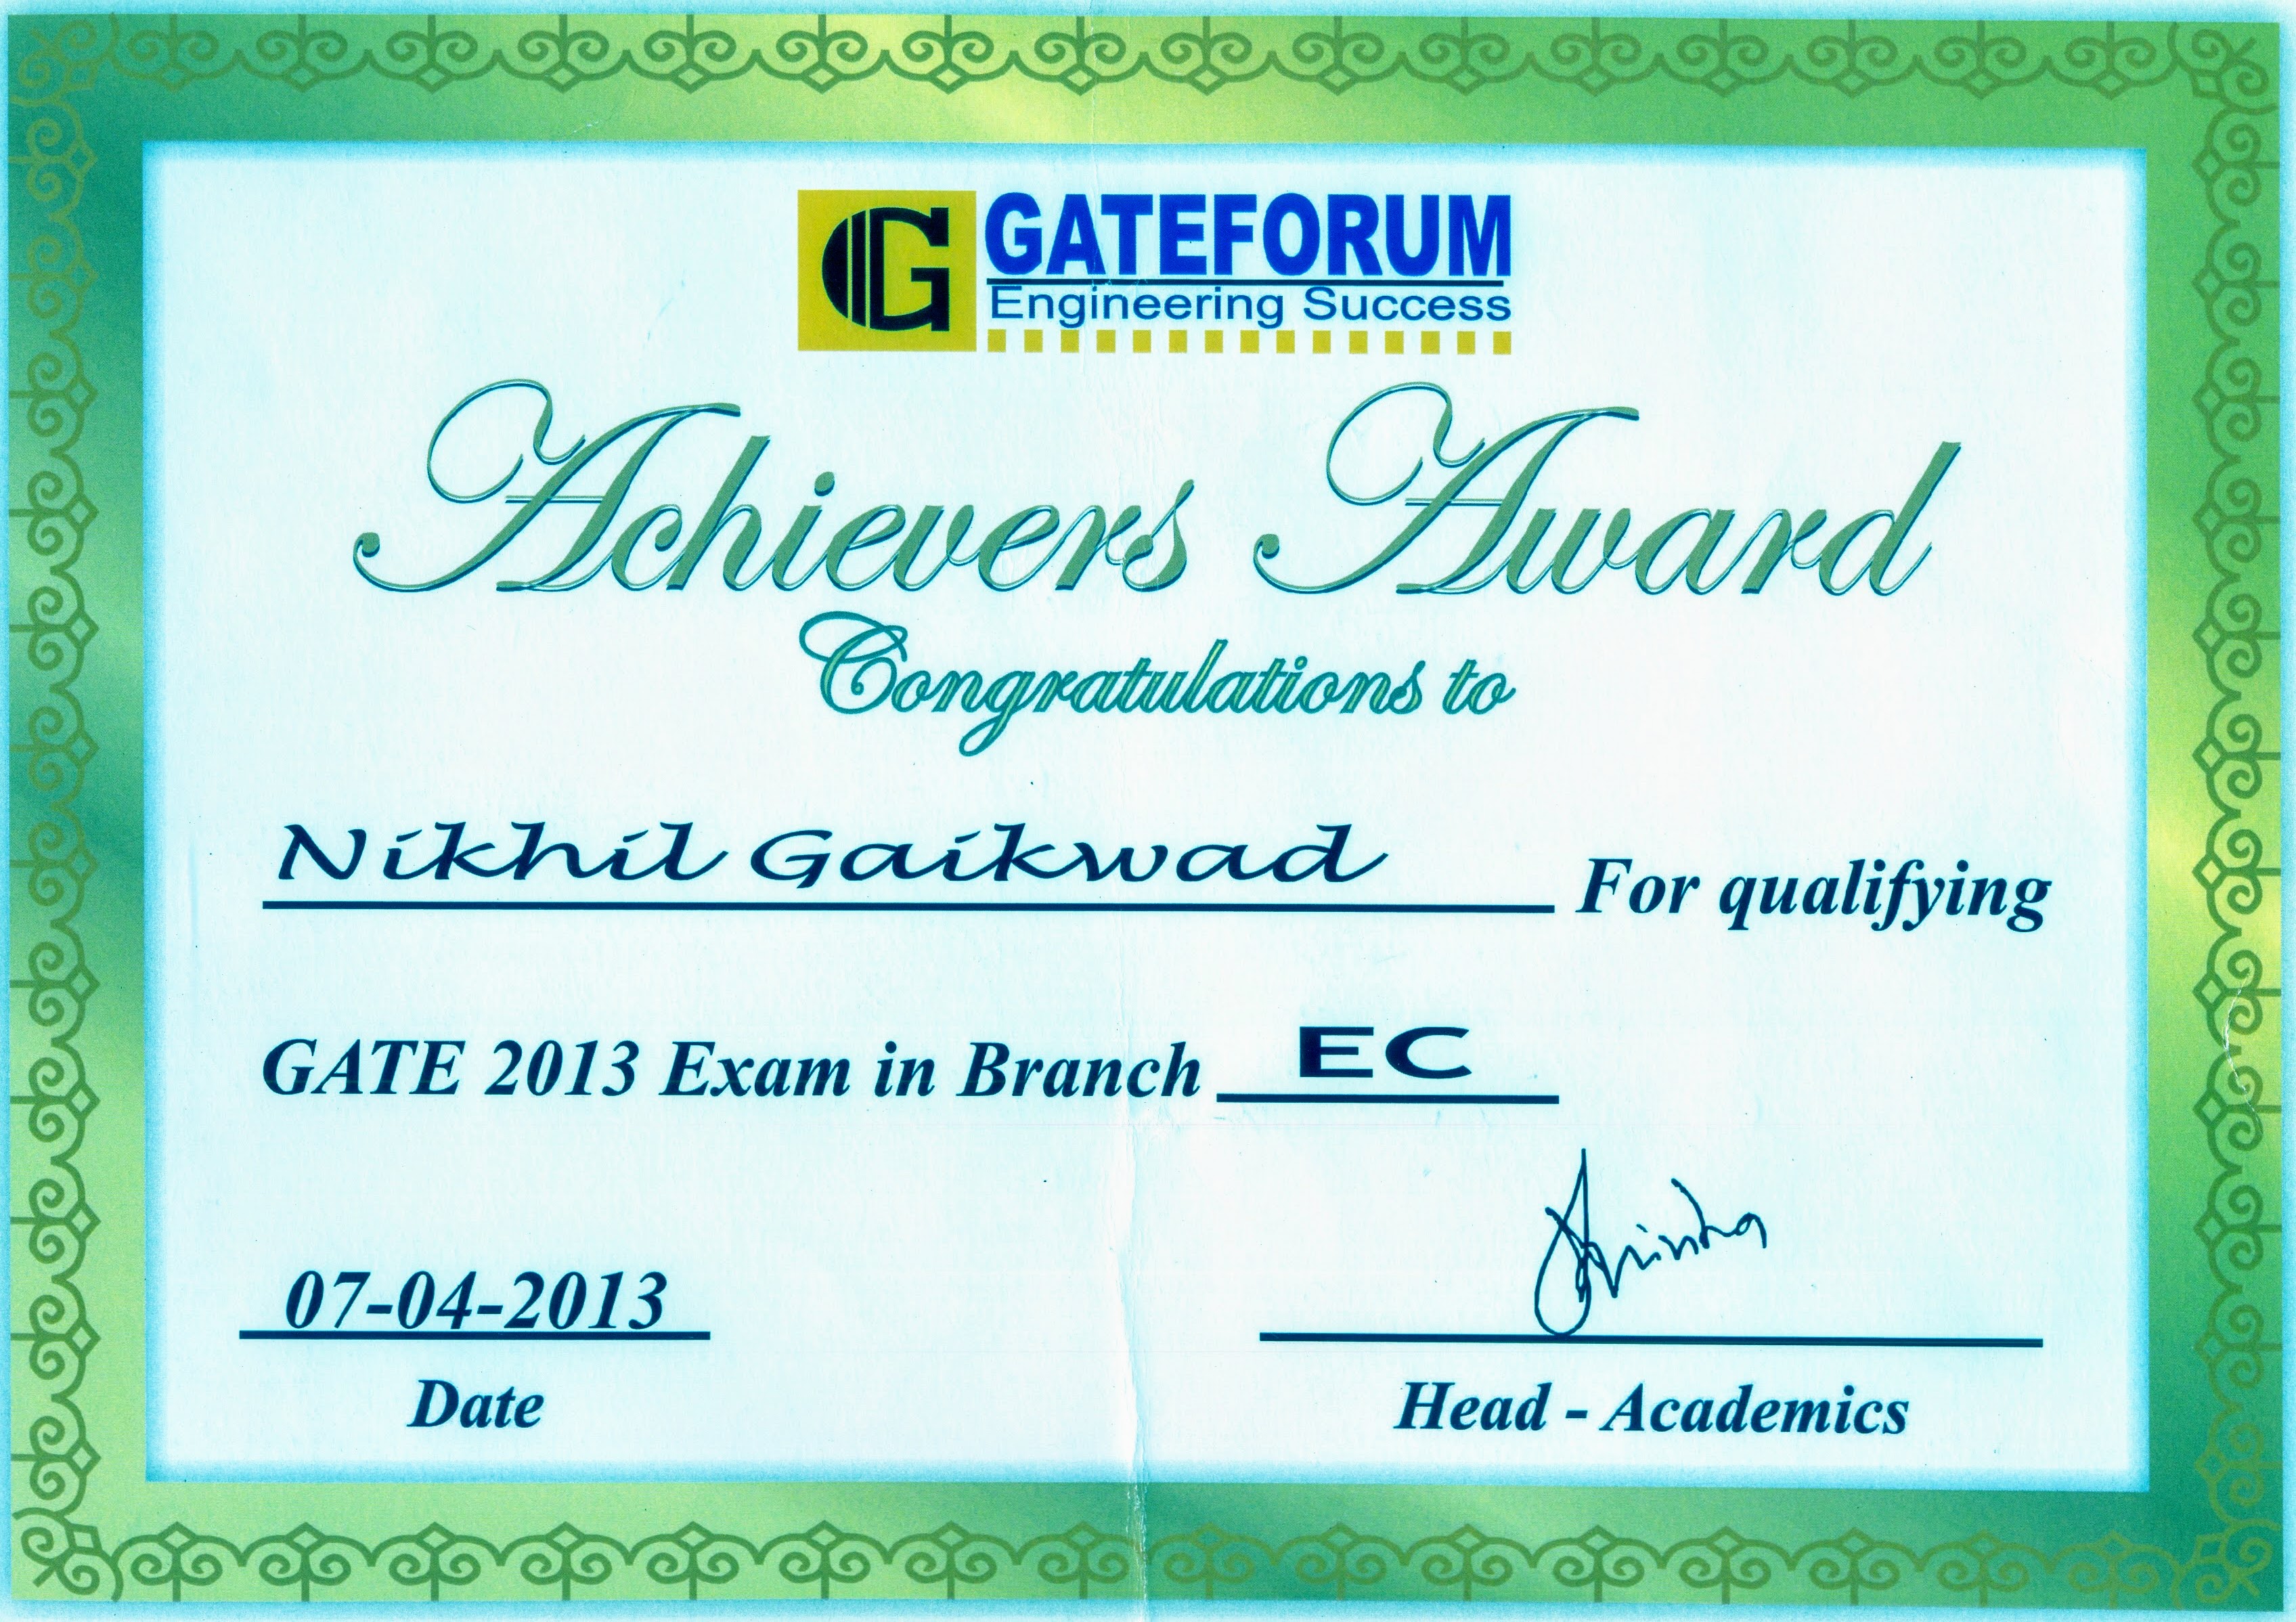 GATEFORUM
Engineering Success
Achievers Award
Congratulations to
Nikhil Gaikwad For qualifying
GATE 2013 Exam in Branch EC
07-04-2013
Date
Head - Academics